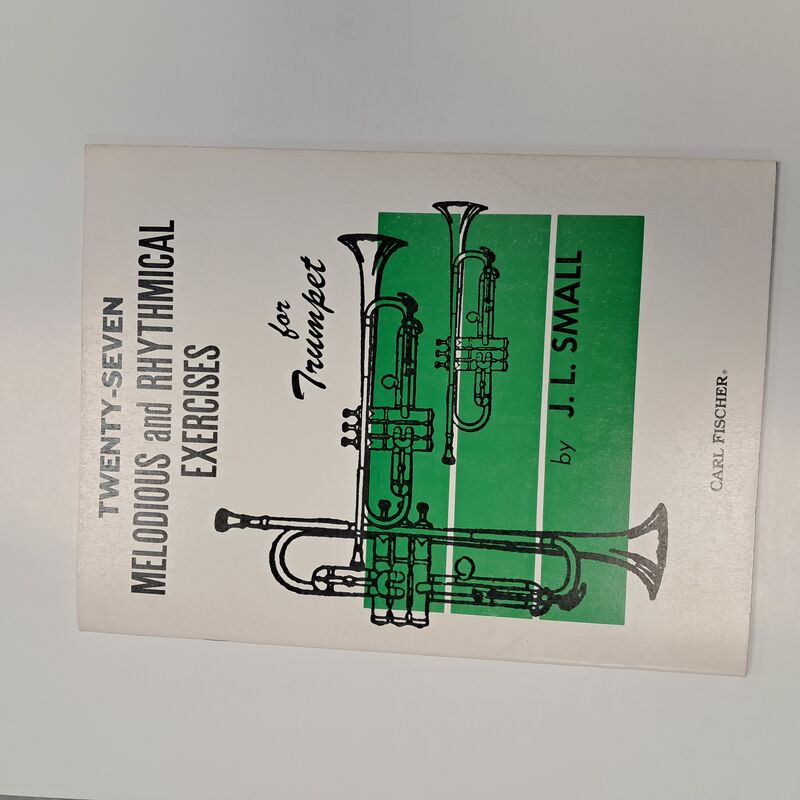 TWENTY-SEVEN
MELODIOUS and RHYTHMICAL
EXERCISES
for
Trumpet
by J. L. SMALL
CARL FISCHER®